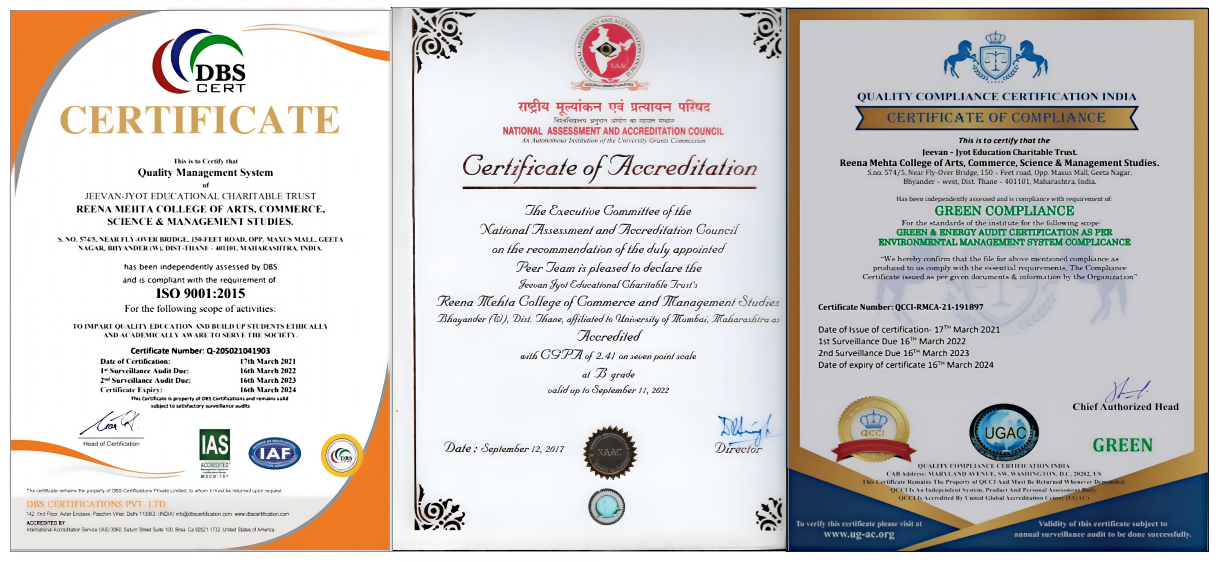 DBS
CERT
CERTIFICATE
This is to Certify that
Quality Management System
of
JEEVAN-JYOT EDUCATIONAL CHARITABLE TRUST
REENA MEHTA COLLEGE OF ARTS, COMMERCE,
SCIENCE & MANAGEMENT STUDIES.
S. NO. 574/5, NEAR FLY-OVER BRIDGE, 150-FEET ROAD, OPP. MAXUS MALL, GEETA
NAGAR, BHYANDER (W), DIST-THANE - 401101, MAHARASHTRA, INDIA.
has been independently assessed by DBS
and is compliant with the requirement of.
ISO 9001:2015
For the following scope of activities:
TO IMPART QUALITY EDUCATION AND BUILD UP STUDENTS ETHICALLY
AND ACADEMICALLY AWARE TO SERVE THE SOCIETY.
Certificate Number: Q-205021041903
Date of Certification: 17th March 2021
1st Surveillance Audit Due: 16th March 2022
2nd Surveillance Audit Due: 16th March 2023
Certificate Expiry: 16th March 2024
This Certificate is property of DBS Certifications and remains valid
subject to satisfactory surveillance audits
Head of Certification
IAS
ACCREDITED
MSCB-157
IAF
DBS
The certificate remains the property of DBS Certifications Private Limited, to whom it must be returned upon request
DBS CERTIFICATIONS PVT LTD
142, IInd Floor, Avtar Enclave, Paschim Vihar, Delhi-110063 (INDIA) info@dbscertification.com www.dbscertification.com
ACCREDITED BY
International Accreditation Service (IAS) 3060, Saturn Street Suite 100, Brea, Ca 92821-1732, United States of America
NAAC
राष्ट्रीय मूल्यांकन एवं प्रत्यायन परिषद
विश्वविद्यालय अनुदान आयोग का स्वायत्त संस्थान
NATIONAL ASSESSMENT AND ACCREDITATION COUNCIL
An Autonomous Institution of the University Grants Commission
Certificate of Accreditation
The Executive Committee of the
National Assessment and Accreditation Council
on the recommendation of the duly appointed
Peer Team is pleased to declare the
Jeevan Jyot Educational Charitable Trust's
Reena Mehta College of Commerce and Management Studies
Bhayander (W), Dist. Thane, affiliated to University of Mumbai, Maharashtra as
Accredited
with CGPA of 2.41 on seven point scale
at B grade
valid up to September 11, 2022
Date : September 12, 2017
NAAC
Director
QUALITY COMPLIANCE CERTIFICATION INDIA
CERTIFICATE OF COMPLIANCE
This is to certify that the
Jeevan – Jyot Education Charitable Trust.
Reena Mehta College of Arts, Commerce, Science & Management Studies.
S.no. 574/5, Near Fly-Over Bridge, 150 – Feet road, Opp. Maxus Mall, Geeta Nagar,
Bhyander – west, Dist. Thane – 401101, Maharashtra, India.
Has been independently assessed and is compliance with requirement of:
GREEN COMPLIANCE
For the standards of the institute for the following scope:
GREEN & ENERGY AUDIT CERTIFICATION AS PER
ENVIRONMENTAL MANAGEMENT SYSTEM COMPLICANCE
"We hereby confirm that the file for above mentioned compliance as
produced to us comply with the essential requirements, The Compliance
Certificate issued as per given documents & information by the Organization"
Certificate Number: QCCI-RMCA-21-191897
Date of Issue of certification- 17TH March 2021
1st Surveillance Due 16TH March 2022
2nd Surveillance Due 16TH March 2023
Date of expiry of certificate 16TH March 2024
Chief Authorized Head
QCCI
UGAC
GREEN
QUALITY COMPLIANCE CERTIFICATION INDIA
CAB Address: MARYLAND AVENUE, SW, WASHINGTON, D.C. 20202, US
This Certificate Remains The Property of QCCI And Must Be Returned Whenever Demanded.
QCCI Is An Independent System, Product And Personal Assessment Body.
QCCI Is Accredited By United Global Accreditation Centre (UGAC)
To verify this certificate please visit at
www.ug-ac.org
Validity of this certificate subject to
annual surveillance audit to be done successfully.